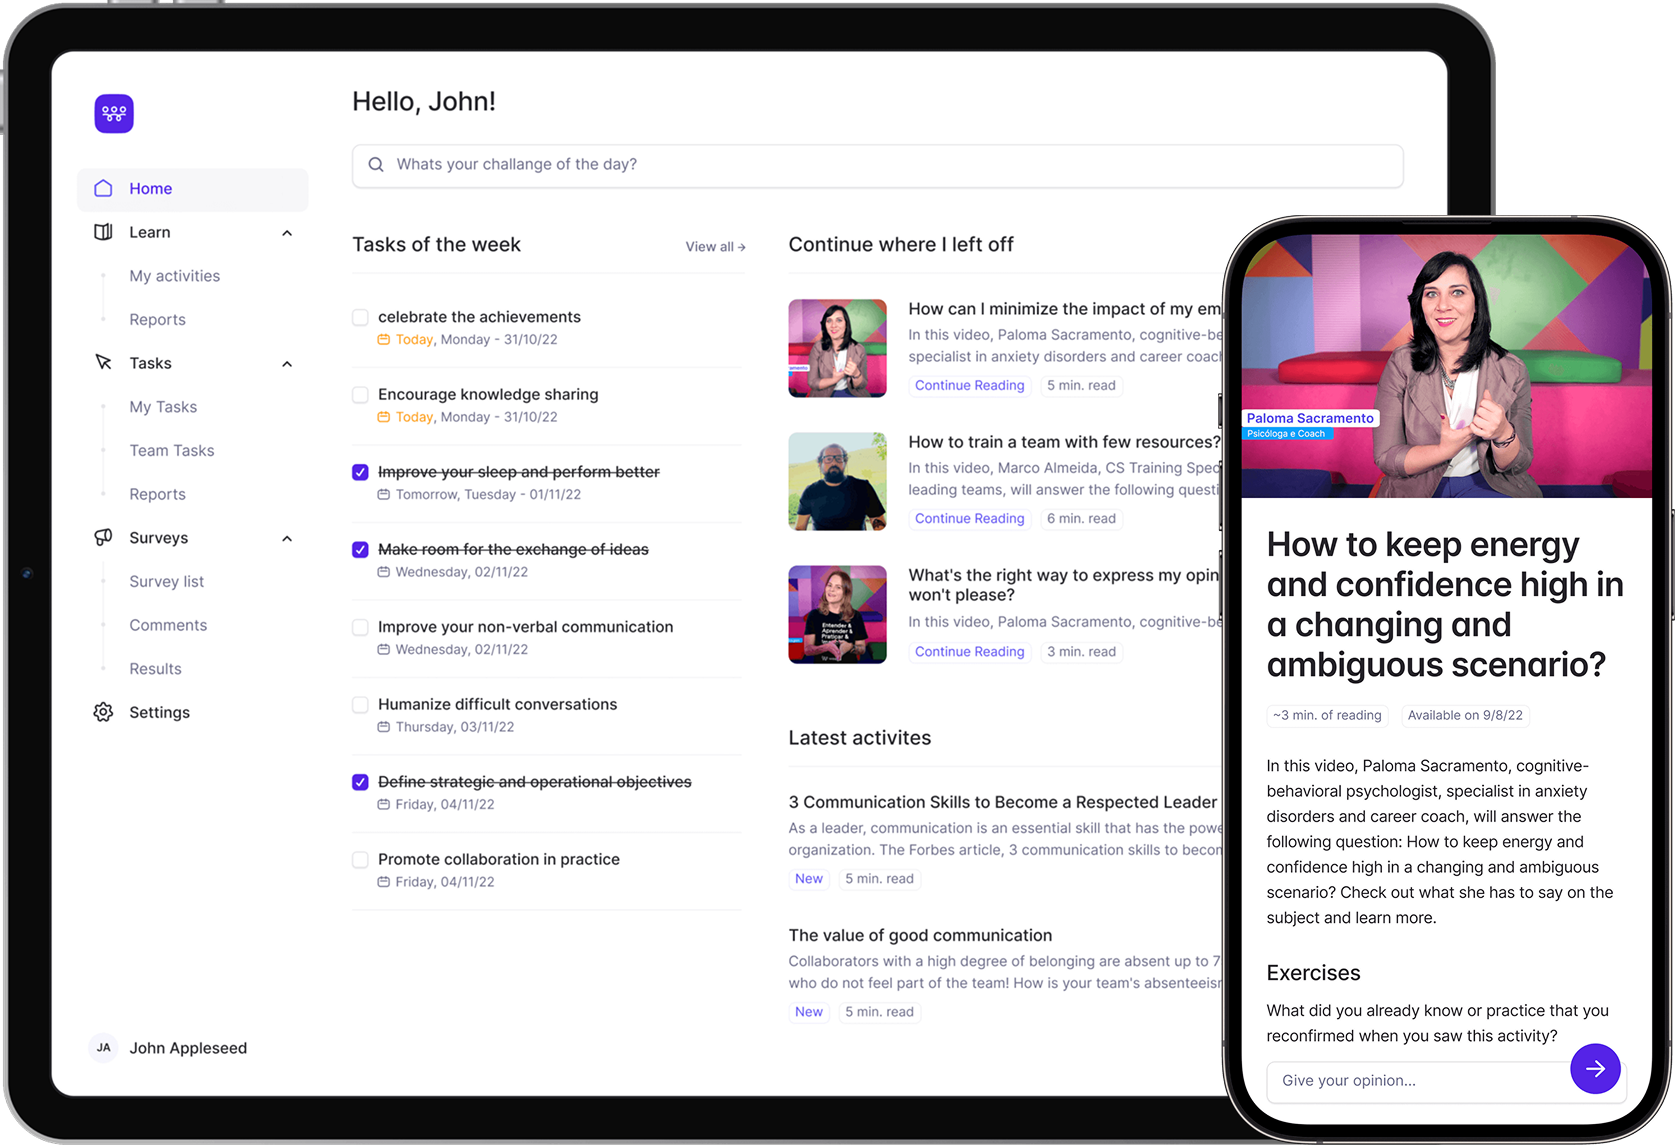 Hello, John!
Whats your challange of the day?
Home
Learn
My activities
Reports
Tasks
My Tasks
Team Tasks
Reports
Surveys
Survey list
Comments
Results
Settings
JA
John Appleseed
Tasks of the week
View all →
celebrate the achievements
Today, Monday - 31/10/22
Encourage knowledge sharing
Today, Monday - 31/10/22
Improve your sleep and perform better
Tomorrow, Tuesday - 01/11/22
Make room for the exchange of ideas
Wednesday, 02/11/22
Improve your non-verbal communication
Wednesday, 02/11/22
Humanize difficult conversations
Thursday, 03/11/22
Define strategic and operational objectives
Friday, 04/11/22
Promote collaboration in practice
Friday, 04/11/22
Continue where I left off
How can I minimize the impact of my em
In this video, Paloma Sacramento, cognitive-be
specialist in anxiety disorders and career coach
Continue Reading
5 min. read
How to train a team with few resources?
In this video, Marco Almeida, CS Training Spec
leading teams, will answer the following questi
Continue Reading
6 min. read
Entender &
Aprender &
Praticar &
What's the right way to express my opin
won't please?
In this video, Paloma Sacramento, cognitive-be
Continue Reading
3 min. read
Latest activites
3 Communication Skills to Become a Respected Leader
As a leader, communication is an essential skill that has the powe
organization. The Forbes article, 3 communication skills to becom
New
5 min. read
The value of good communication
Collaborators with a high degree of belonging are absent up to 7
who do not feel part of the team! How is your team's absenteeism
New
5 min. read
Paloma Sacramento
Psicóloga e Coach
How to keep energy
and confidence high in
a changing and
ambiguous scenario?
~3 min. of reading
Available on 9/8/22
In this video, Paloma Sacramento, cognitive-
behavioral psychologist, specialist in anxiety
disorders and career coach, will answer the
following question: How to keep energy and
confidence high in a changing and ambiguous
scenario? Check out what she has to say on the
subject and learn more.
Exercises
What did you already know or practice that you
reconfirmed when you saw this activity?
Give your opinion...